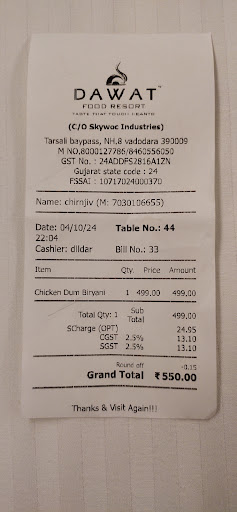 DAWAT™
FOOD RESORT
TASTE THAT TOUCH HEARTS
(C/O Skywoc Industries)
Tarsali baypass, NH,8 vadodara 390009
M NO,8000127786/8460556050
GST No. : 24ADDFS2816A1ZN
Gujarat state code : 24
FSSAI : 10717024000370
Name: chirnjiv (M: 7030106655)
Date: 04/10/24 Table No.: 44
22:04
Cashier: dildar Bill No.: 33
Item Qty. Price Amount
Chicken Dum Biryani 1 499.00 499.00
Total Qty: 1 Sub Total 499.00
SCharge (OPT) 24.95
CGST 2.5% 13.10
SGST 2.5% 13.10
Round off -0.15
Grand Total ₹550.00
Thanks & Visit Again!!!